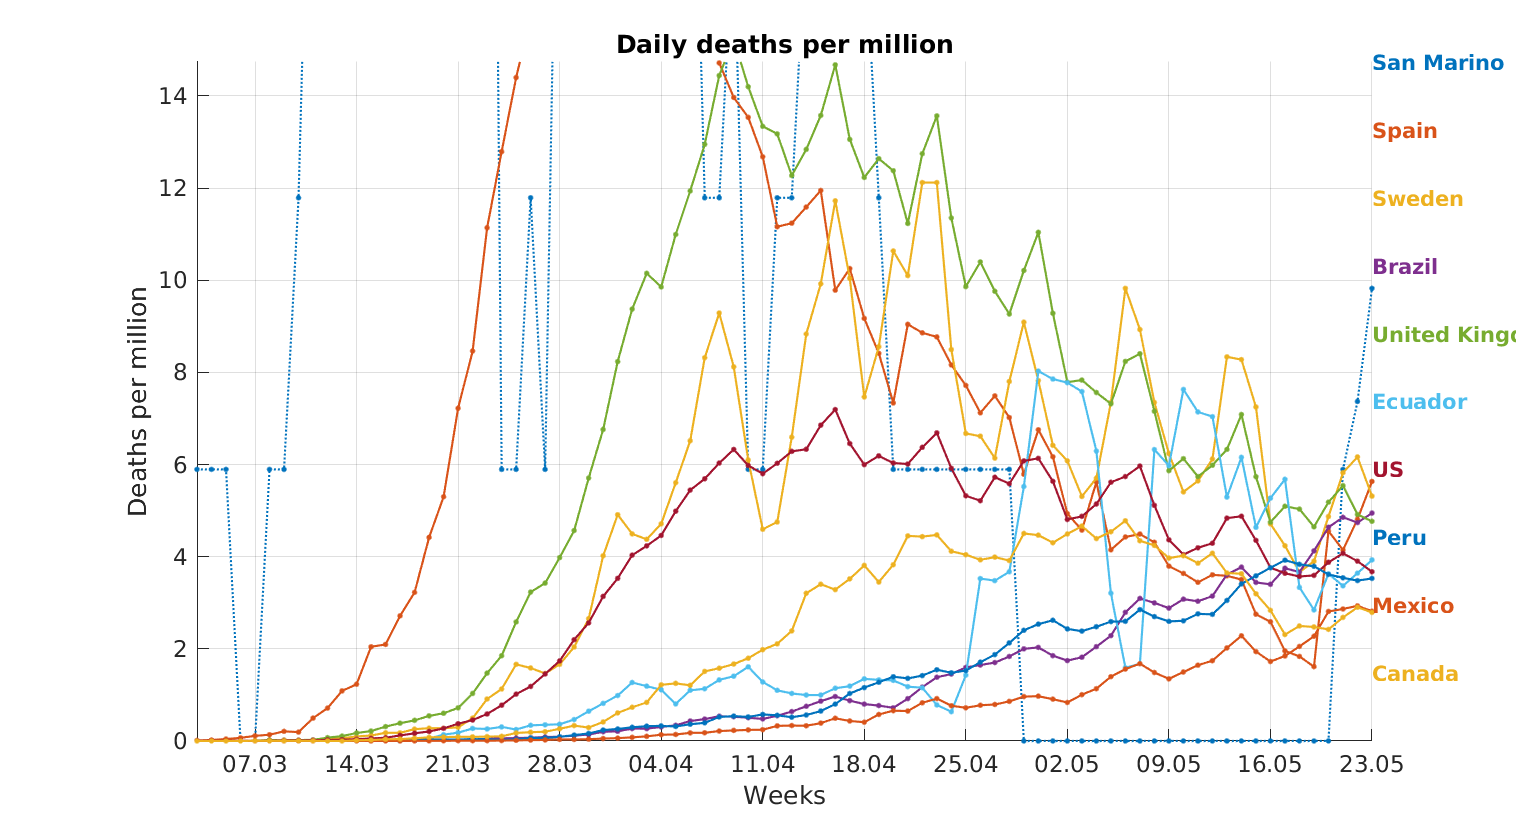 Daily deaths per million
San Marino
Spain
Sweden
Brazil
United Kingd
Ecuador
US
Peru
Mexico
Canada
Deaths per million
14
12
10
8
6
4
2
0
07.03 14.03 21.03 28.03 04.04 11.04 18.04 25.04 02.05 09.05 16.05 23.05
Weeks